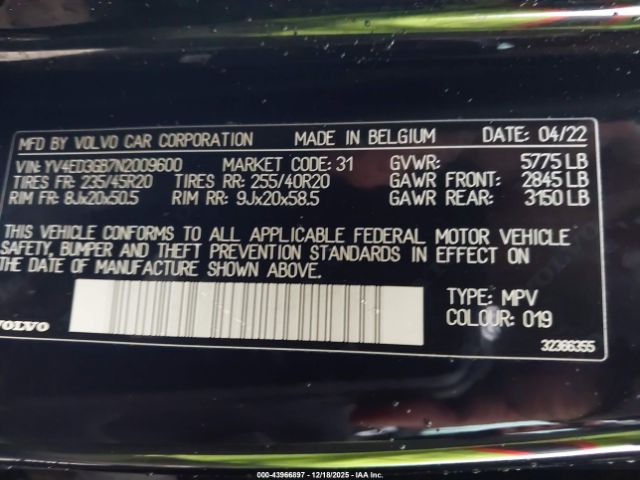 MFD BY VOLVO CAR CORPORATION MADE IN BELGIUM DATE: 04/22
VIN: YV4ED3GB7N2009600 MARKET CODE: 31 GVWR: 5775 LB
TIRES FR: 235/45R20 TIRES RR: 255/40R20 GAWR FRONT: 2845 LB
RIM FR: 8Jx20x50.5 RIM RR: 9Jx20x58.5 GAWR REAR: 3150 LB
THIS VEHICLE CONFORMS TO ALL APPLICABLE FEDERAL MOTOR VEHICLE
SAFETY, BUMPER AND THEFT PREVENTION STANDARDS IN EFFECT ON
THE DATE OF MANUFACTURE SHOWN ABOVE.
TYPE: MPV
COLOUR: 019
VOLVO
32366355
000-43966897 - 12/18/2025 - IAA Inc.